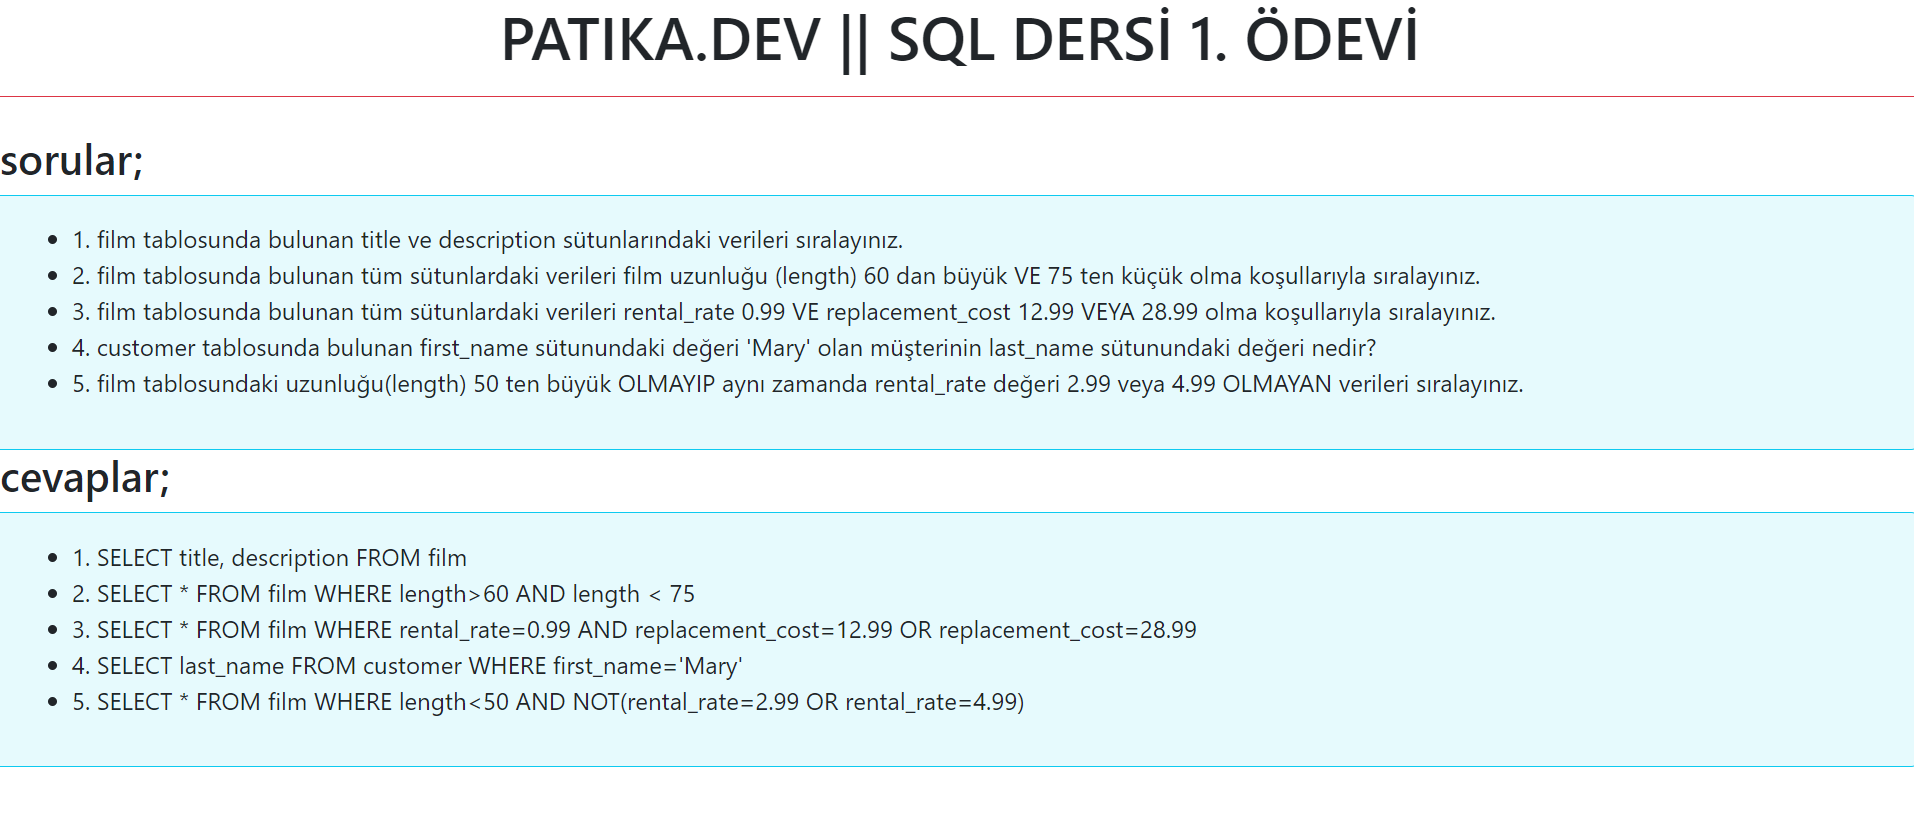 PATIKA.DEV || SQL DERSİ 1. ÖDEVİ
sorular;
1. film tablosunda bulunan title ve description sütunlarındaki verileri sıralayınız.
2. film tablosunda bulunan tüm sütunlardaki verileri film uzunluğu (length) 60 dan büyük VE 75 ten küçük olma koşullarıyla sıralayınız.
3. film tablosunda bulunan tüm sütunlardaki verileri rental_rate 0.99 VE replacement_cost 12.99 VEYA 28.99 olma koşullarıyla sıralayınız.
4. customer tablosunda bulunan first_name sütunundaki değeri 'Mary' olan müşterinin last_name sütunundaki değeri nedir?
5. film tablosundaki uzunluğu(length) 50 ten büyük OLMAYIP aynı zamanda rental_rate değeri 2.99 veya 4.99 OLMAYAN verileri sıralayınız.
cevaplar;
1. SELECT title, description FROM film
2. SELECT * FROM film WHERE length>60 AND length < 75
3. SELECT * FROM film WHERE rental_rate=0.99 AND replacement_cost=12.99 OR replacement_cost=28.99
4. SELECT last_name FROM customer WHERE first_name='Mary'
5. SELECT * FROM film WHERE length<50 AND NOT(rental_rate=2.99 OR rental_rate=4.99)